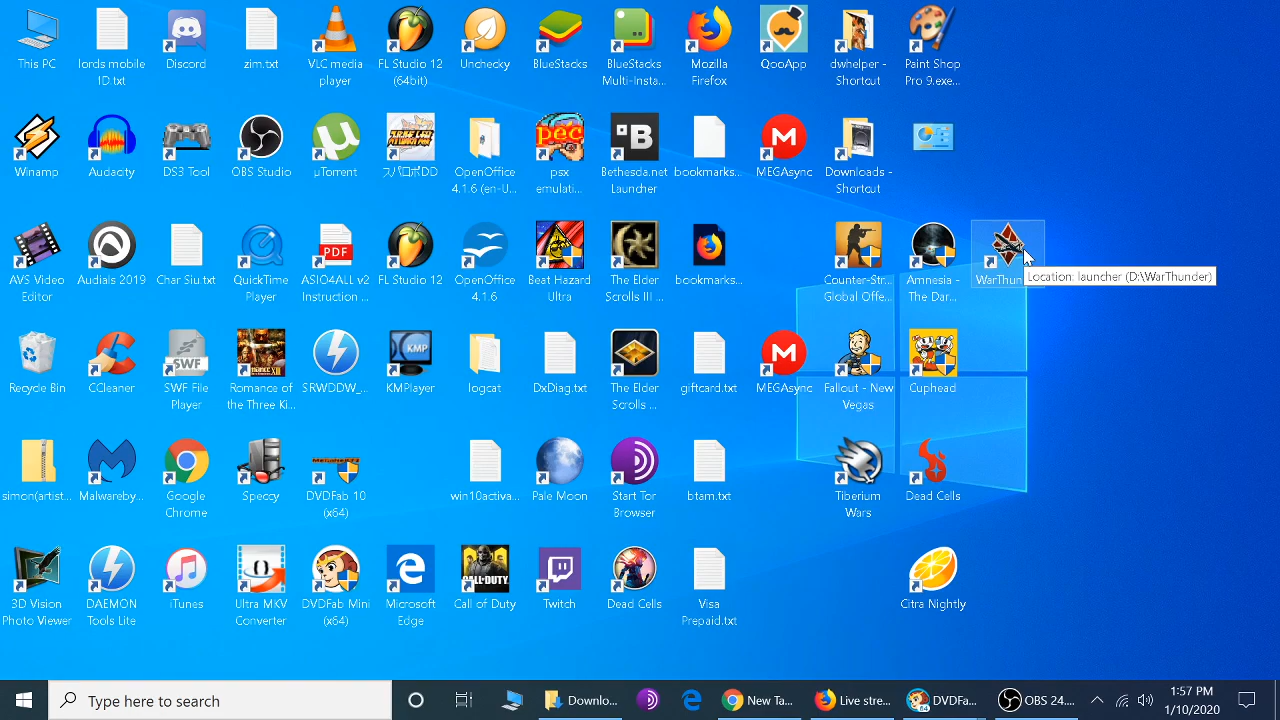 This PC
lords mobile
1D.txt
Discord
zim.txt
VLC media
player
FL Studio 12
(64bit)
Unchecky
BlueStacks
BlueStacks
Multi-Insta...
Mozilla
Firefox
QooApp
dwhelper -
Shortcut
Paint Shop
Pro 9.exe...
Winamp
Audacity
DS3 Tool
OBS Studio
µTorrent
スパロボDD
OpenOffice
4.1.6 (en-U...
pec
psx
emulati...
Bethesda.net
Launcher
bookmarks...
MEGAsync
Downloads -
Shortcut
AVS Video
Editor
Audials 2019
Char Siu.txt
QuickTime
Player
PDF
ASIO4ALL v2
Instruction ...
FL Studio 12
OpenOffice
4.1.6
Beat Hazard
Ultra
The Elder
Scrolls III ...
bookmarks...
Counter-Str...
Global Offe...
Amnesia -
The Dar...
WarThun
Location: launcher (D:\WarThunder)
Recycle Bin
CCleaner
SWF
SWF File
Player
Romance of
the Three Ki...
SRWDDW_...
KMP
KMPlayer
logcat
DxDiag.txt
The Elder
Scrolls ...
giftcard.txt
MEGAsync
Fallout - New
Vegas
Cuphead
simon(artist...
Malwareby...
Google
Chrome
Speccy
DVDFab 10
(x64)
win10activa...
Pale Moon
Start Tor
Browser
btam.txt
Tiberium
Wars
Dead Cells
3D Vision
Photo Viewer
DAEMON
Tools Lite
iTunes
Ultra MKV
Converter
DVDFab Mini
(x64)
Microsoft
Edge
CALL OF DUTY
Call of Duty
Twitch
Dead Cells
Visa
Prepaid.txt
Citra Nightly
Type here to search
Downlo...
New Ta...
Live stre...
DVDFa...
OBS 24....
1:57 PM
1/10/2020